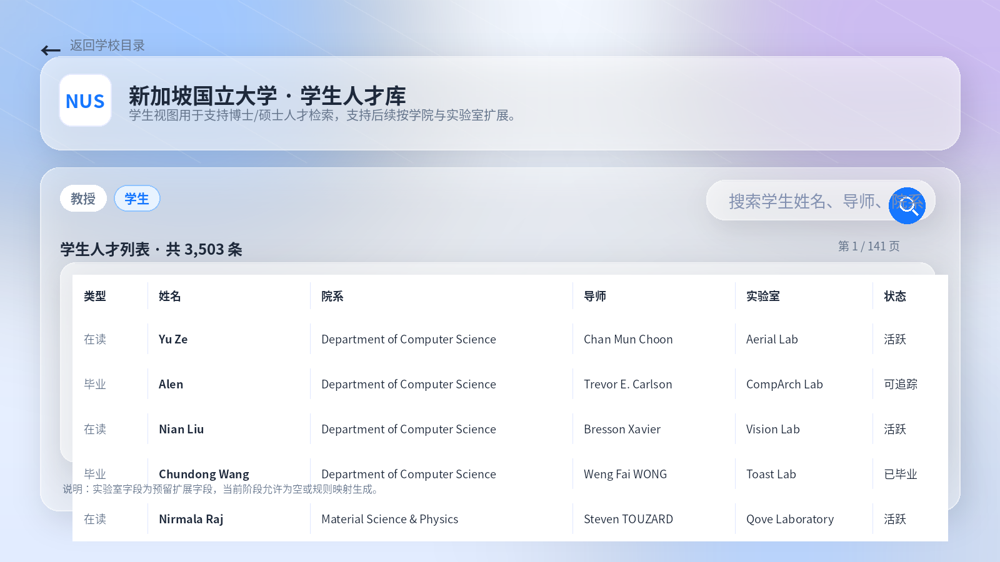 返回学校目录
NUS
新加坡国立大学 · 学生人才库
学生视图用于支持博士/硕士人才检索，支持后续按学院与实验室扩展。
教授 学生
搜索学生姓名、导师、院系
学生人才列表 · 共 3,503 条
第 1 / 141 页
类型 姓名 院系 导师 实验室 状态
在读 Yu Ze Department of Computer Science Chan Mun Choon Aerial Lab 活跃
毕业 Alen Department of Computer Science Trevor E. Carlson CompArch Lab 可追踪
在读 Nian Liu Department of Computer Science Bresson Xavier Vision Lab 活跃
毕业 Chundong Wang Department of Computer Science Weng Fai WONG Toast Lab 已毕业
说明：实验室字段为预留扩展字段，当前阶段允许为空或规则映射生成。
在读 Nirmala Raj Material Science & Physics Steven TOUZARD Qove Laboratory 活跃